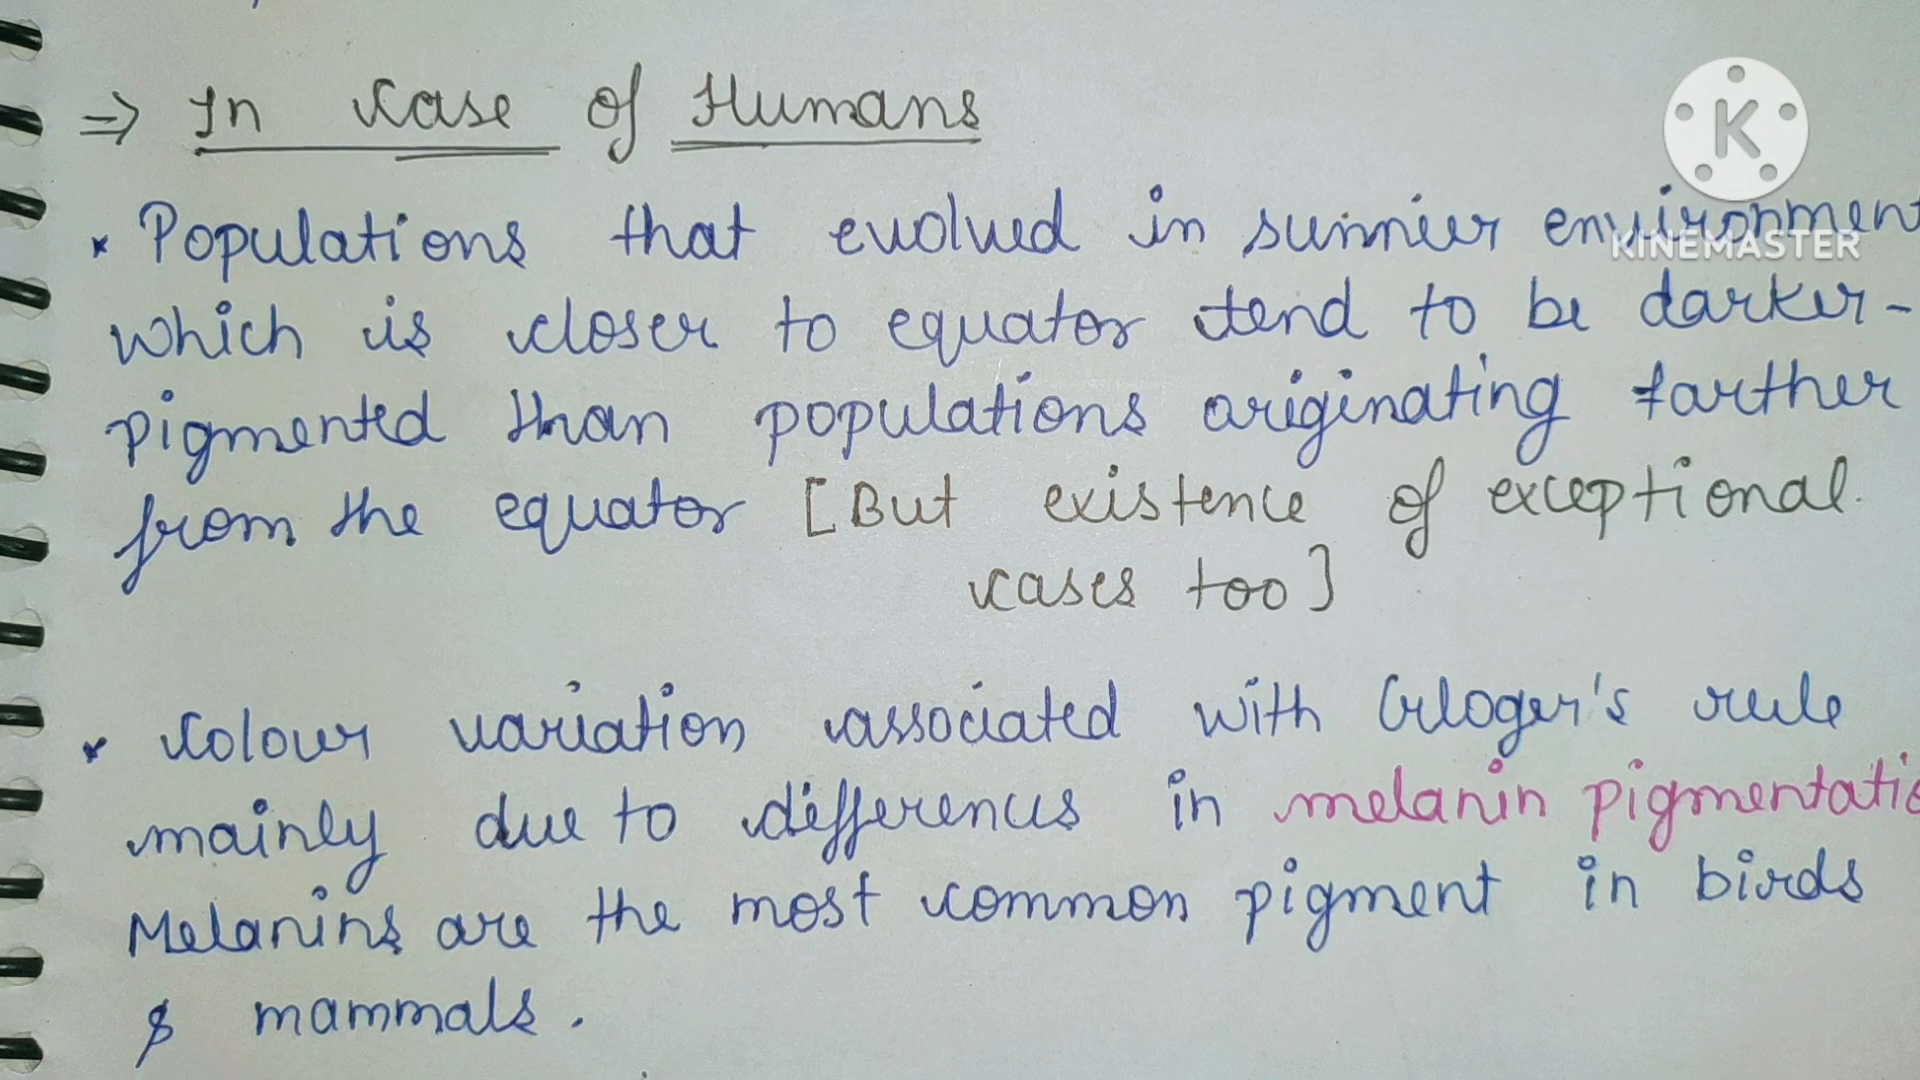 ⇒ In Case of Humans
* Populations that evolved in sunnier environment
which is closer to equator tend to be darker-
pigmented than populations originating farther
from the equator [But existence of exceptional
cases too]
* Colour variation associated with Gloger's rule
mainly due to differences in melanin pigmentatio
Melanins are the most common pigment in birds
& mammals.
K
KINEMASTER